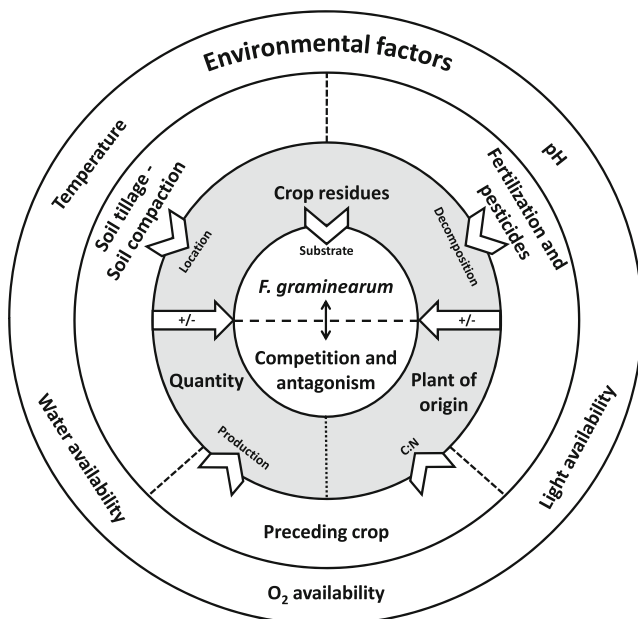 Environmental factors
Temperature
pH
Soil tillage -
Soil compaction
Fertilization and
pesticides
Crop residues
Location
Substrate
Decomposition
F. graminearum
+/-
+/-
Competition and
antagonism
Quantity
Plant of
origin
Production
C:N
Water availability
Light availability
Preceding crop
O₂ availability